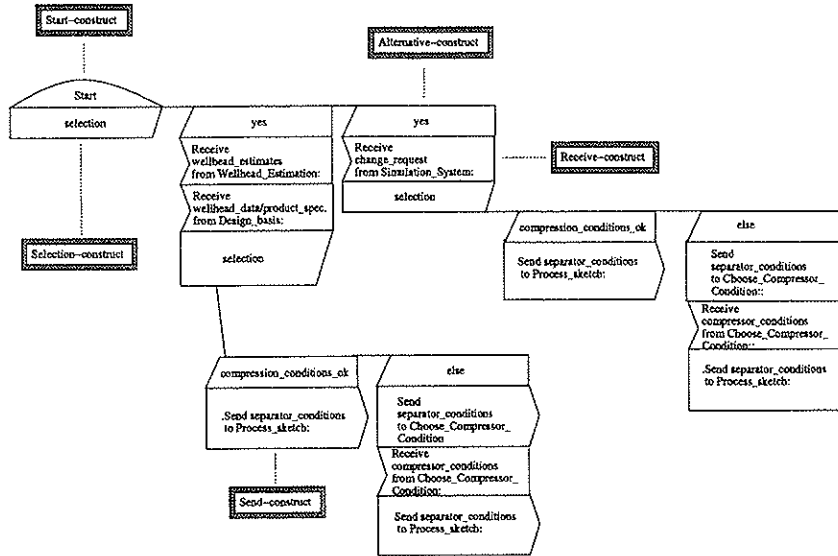 Start-construct
Alternative-construct
Start
selection
yes
Receive
wellhead_estimates
from Wellhead_Estimation:
Receive
wellhead_data/product_spec.
from Design_basis:
selection
yes
Receive
change_request
from Simulation_System:
selection
Receive-construct
Selection-construct
compression_conditions_ok
Send separator_conditions
to Process_sketch:
else
Send
separator_conditions
to Choose_Compressor_
Condition::
Receive
compressor_conditions
from Choose_Compressor_
Condition::
.Send separator_conditions
to Process_sketch:
compression_conditions_ok
.Send separator_conditions
to Process_sketch:
else
Send
separator_conditions
to Choose_Compressor_
Condition
Receive
compressor_conditions
from Choose_Compressor_
Condition:
Send separator_conditions
to Process_sketch:
Send-construct